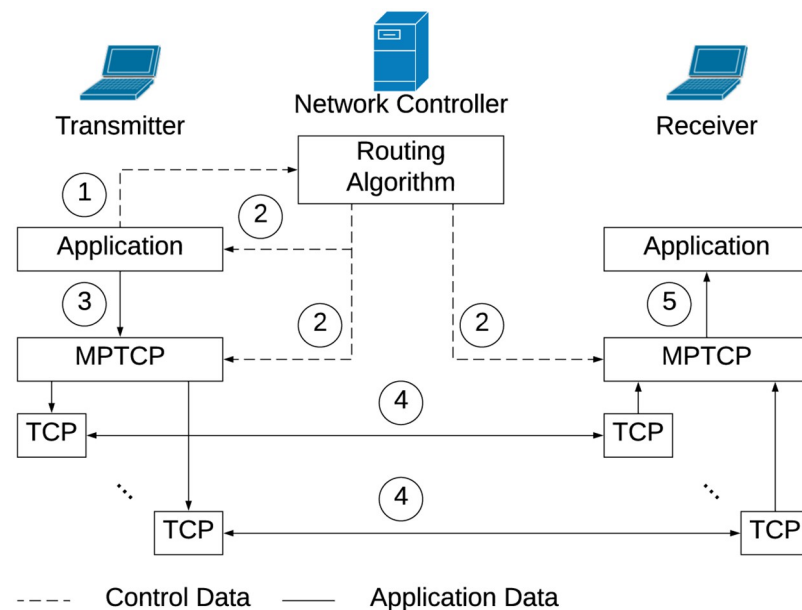 Network Controller
Transmitter
Receiver
Routing
Algorithm
1
2
Application
Application
3
2
2
5
MPTCP
MPTCP
4
TCP
TCP
...
4
...
TCP
TCP
Control Data
Application Data